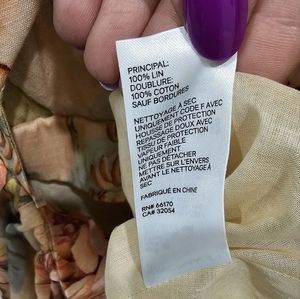 PRINCIPAL:
100% LIN
DOUBLURE:
100% COTON
SAUF BORDURES
NETTOYAGE À SEC
UNIQUEMENT CODE F AVEC
UNIQUEMENT DE PROTECTION
HOUSSAGE DOUX AVEC
TISSU DE PROTECTION
VAPEUR FAIBLE
UNIQUEMENT
NE PAS DÉTACHER
METTRE SUR L'ENVERS
AVANT LE NETTOYAGE À
SEC
FABRIQUÉ EN CHINE
RN# 66170
CA# 32054